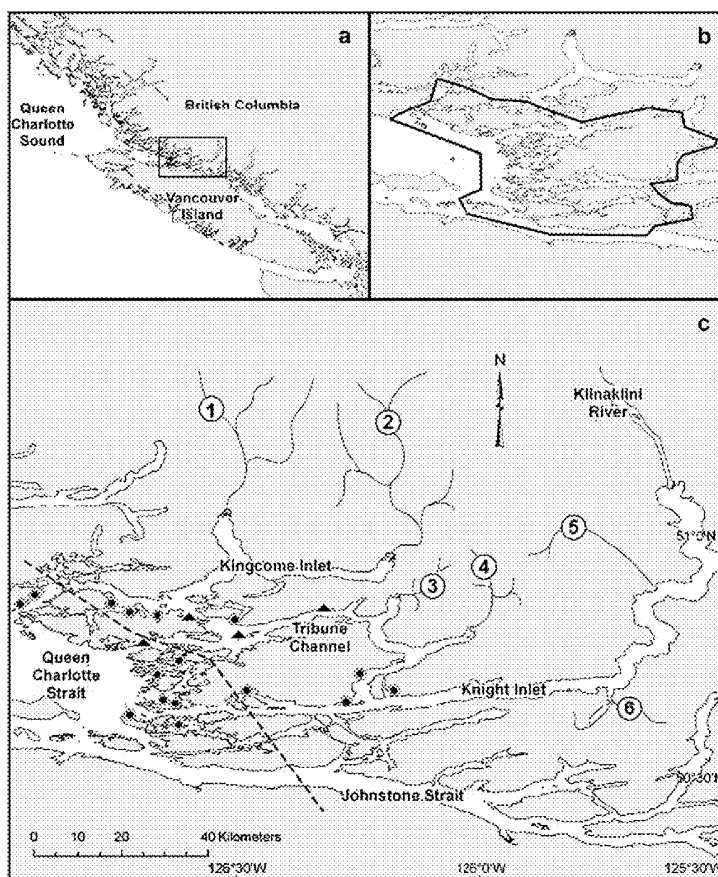 a
Queen
Charlotte
Sound
British Columbia
Vancouver
Island
b
c
N
1
2
Klinaklini
River
5
51°0'N
Kingcome Inlet
3
4
Tribune
Channel
Queen
Charlotte
Strait
Knight Inlet
6
50°30'N
Johnstone Strait
0 10 20 40 Kilometers
126°30'W
126°0'W
125°30'W